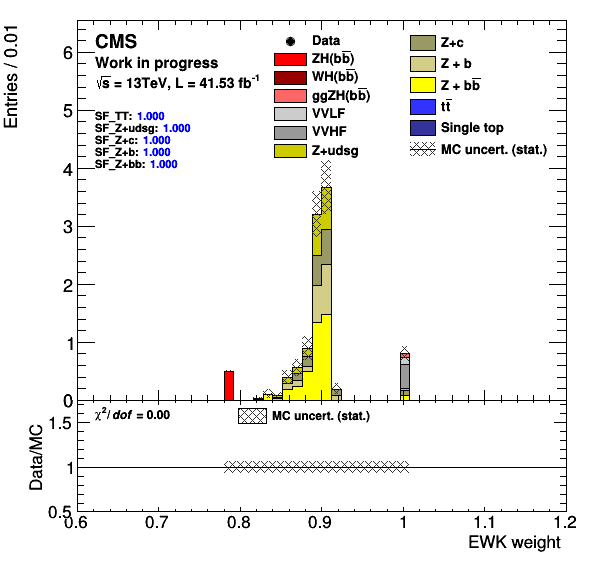 CMS
Work in progress
√s = 13TeV, L = 41.53 fb⁻¹
SF_TT: 1.000
SF_Z+udsg: 1.000
SF_Z+c: 1.000
SF_Z+b: 1.000
SF_Z+bb: 1.000
Data
ZH(bb̅)
WH(bb̅)
ggZH(bb̅)
VVLF
VVHF
Z+udsg
Z+c
Z + b
Z + bb̅
tt̅
Single top
MC uncert. (stat.)
Entries / 0.01
6
5
4
3
2
1
0
χ²/dof = 0.00
MC uncert. (stat.)
Data/MC
1.5
1
0.5
0.6
0.7
0.8
0.9
1
1.1
1.2
EWK weight